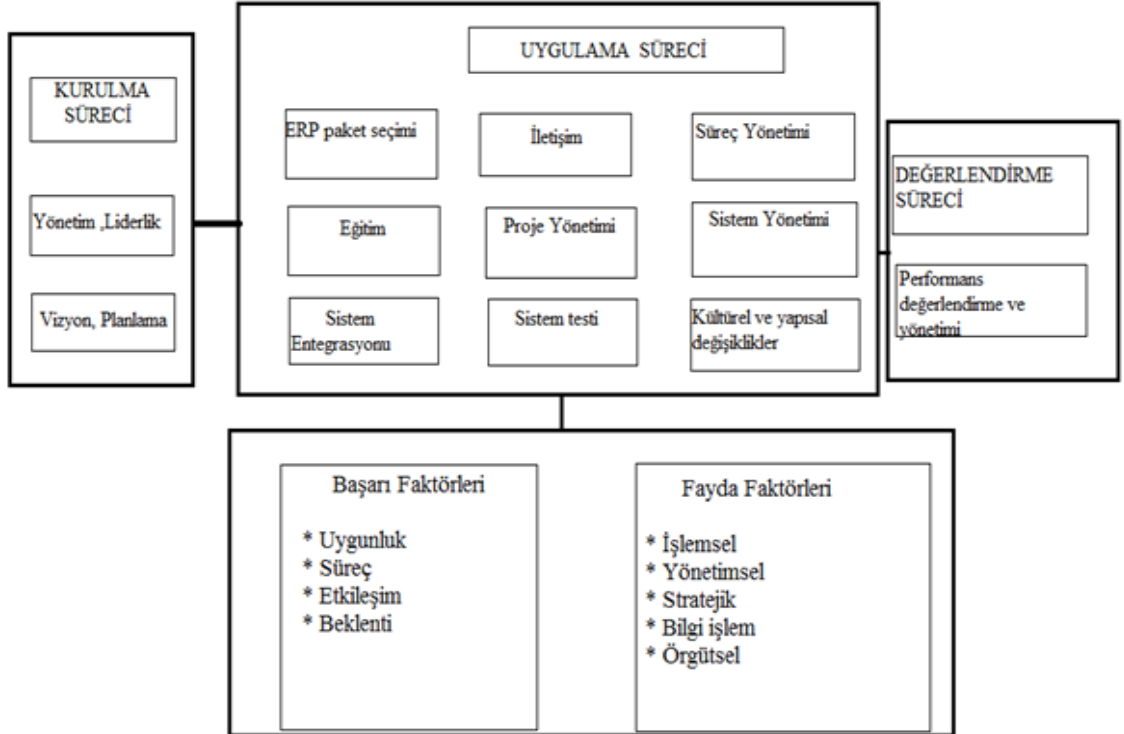 KURULMA
SÜRECİ
Yönetim ,Liderlik
Vizyon, Planlama
UYGULAMA SÜRECİ
ERP paket seçimi
İletişim
Süreç Yönetimi
Eğitim
Proje Yönetimi
Sistem Yönetimi
Sistem
Entegrasyonu
Sistem testi
Kültürel ve yapısal
değişiklikler
DEĞERLENDİRME
SÜRECİ
Performans
değerlendirme ve
yönetimi
Başarı Faktörleri
* Uygunluk
* Süreç
* Etkileşim
* Beklenti
Fayda Faktörleri
* İşlemsel
* Yönetimsel
* Stratejik
* Bilgi işlem
* Örgütsel